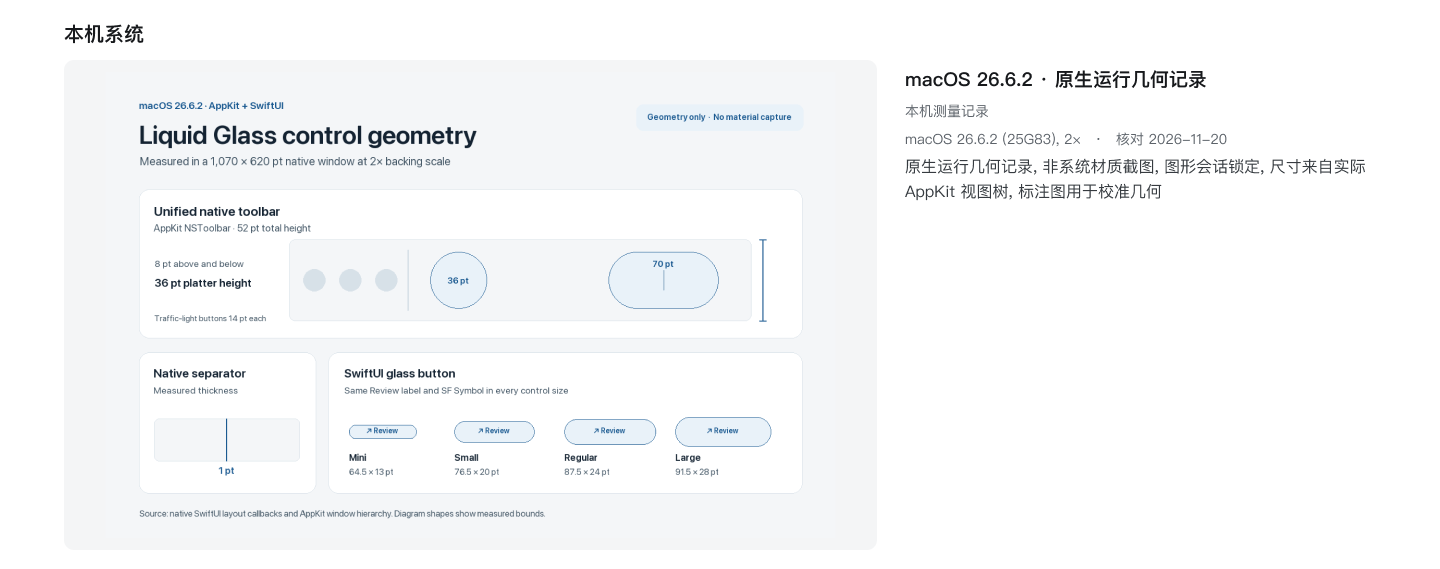 本机系统
macOS 26.6.2 · AppKit + SwiftUI
Geometry only · No material capture
Liquid Glass control geometry
Measured in a 1,070 × 620 pt native window at 2× backing scale
Unified native toolbar
AppKit NSToolbar · 52 pt total height
8 pt above and below
36 pt platter height
Traffic-light buttons 14 pt each
36 pt
70 pt
Native separator
Measured thickness
1 pt
SwiftUI glass button
Same Review label and SF Symbol in every control size
↗ Review
↗ Review
↗ Review
↗ Review
Mini
Small
Regular
Large
64.5 × 13 pt
76.5 × 20 pt
87.5 × 24 pt
91.5 × 28 pt
Source: native SwiftUI layout callbacks and AppKit window hierarchy. Diagram shapes show measured bounds.
macOS 26.6.2 · 原生运行几何记录
本机测量记录
macOS 26.6.2 (25G83), 2× · 核对 2026-11-20
原生运行几何记录, 非系统材质截图, 图形会话锁定, 尺寸来自实际
AppKit 视图树, 标注图用于校准几何